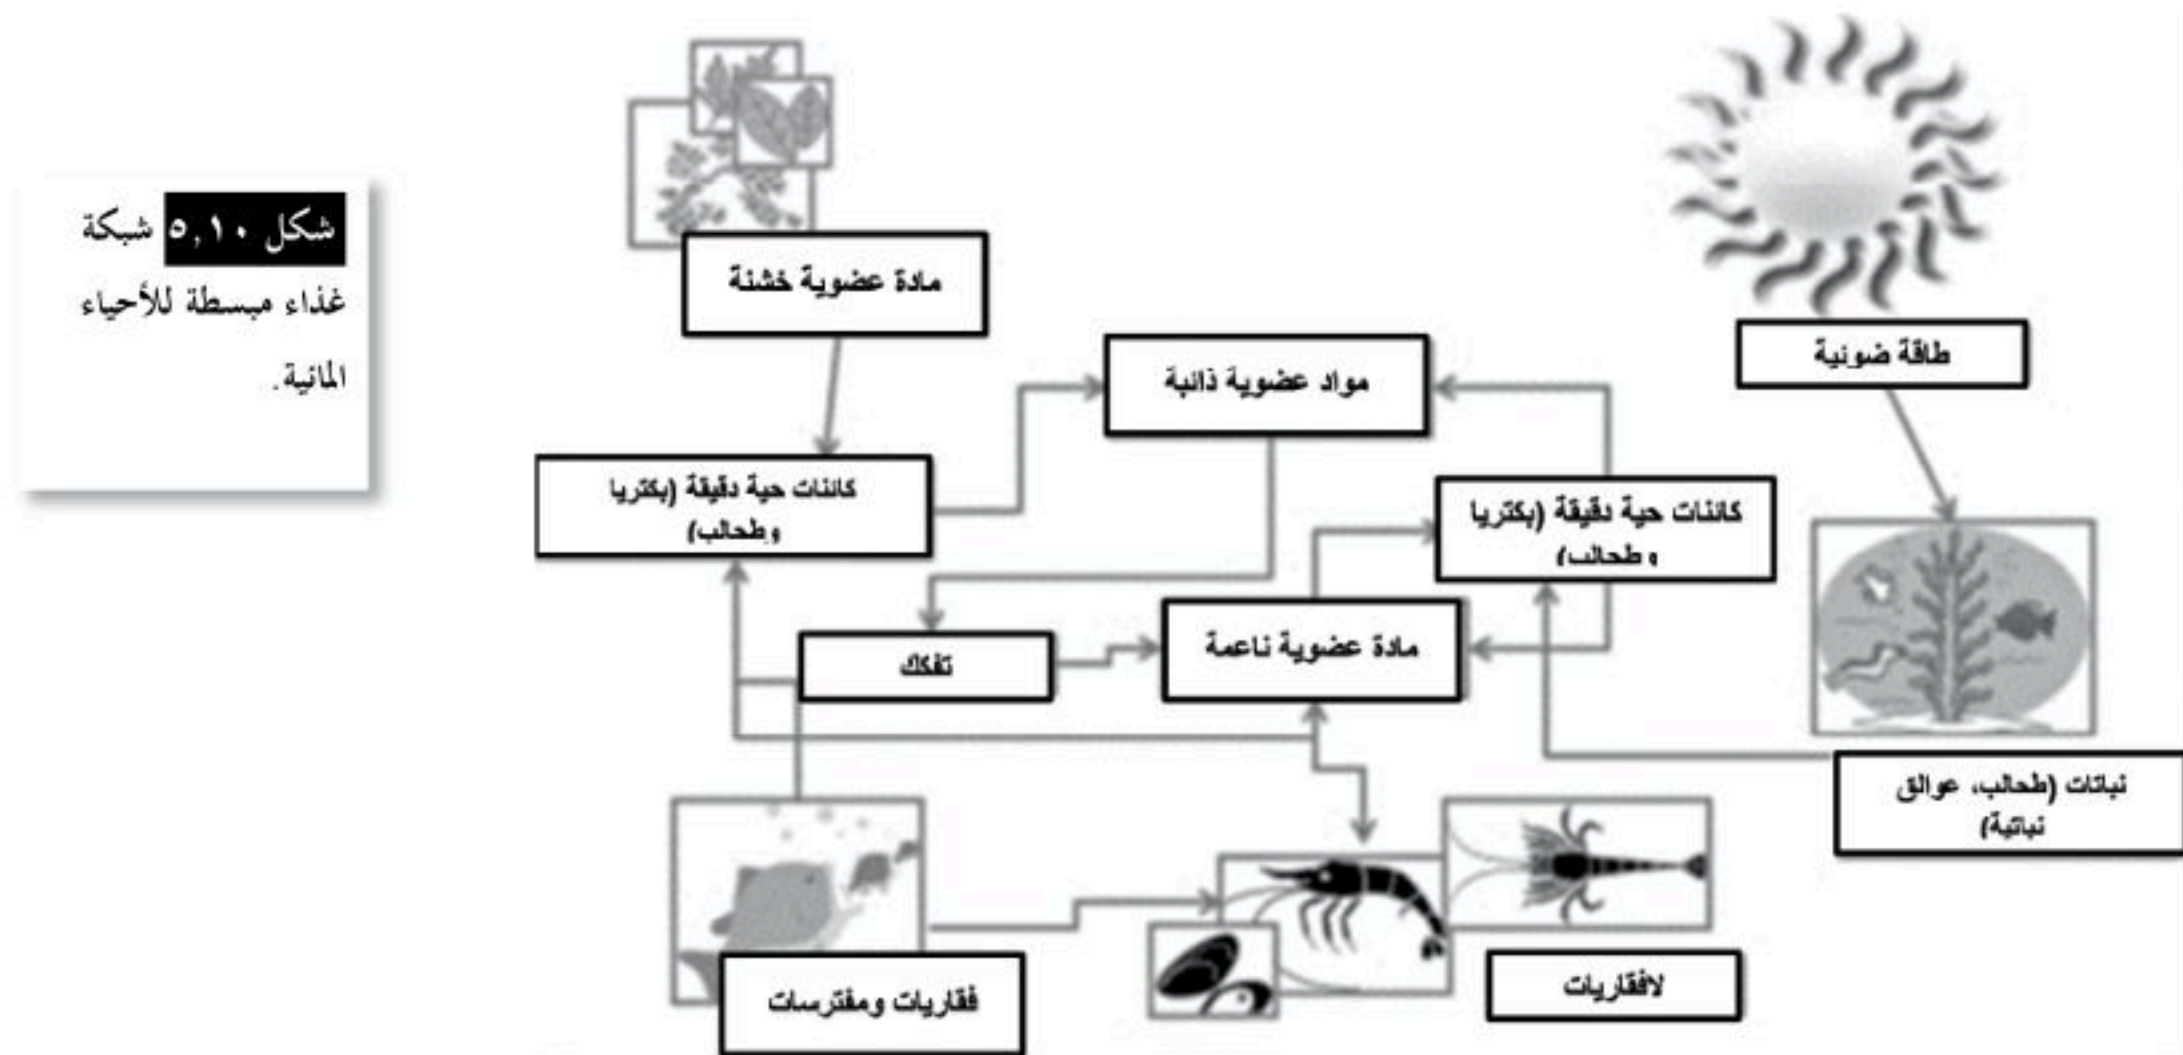 شكل ٥,١٠ شبكة
غذاء مبسطة للأحياء
المائية.
مادة عضوية خشنة
طاقة ضوئية
مواد عضوية ذائبة
كائنات حية دقيقة (بكتريا
وطحالب)
كائنات حية دقيقة (بكتريا
وطحالب)
مادة عضوية ناعمة
تفكك
نباتات (طحالب، عوالق
نباتية)
لافقاريات
فقاريات ومفترسات